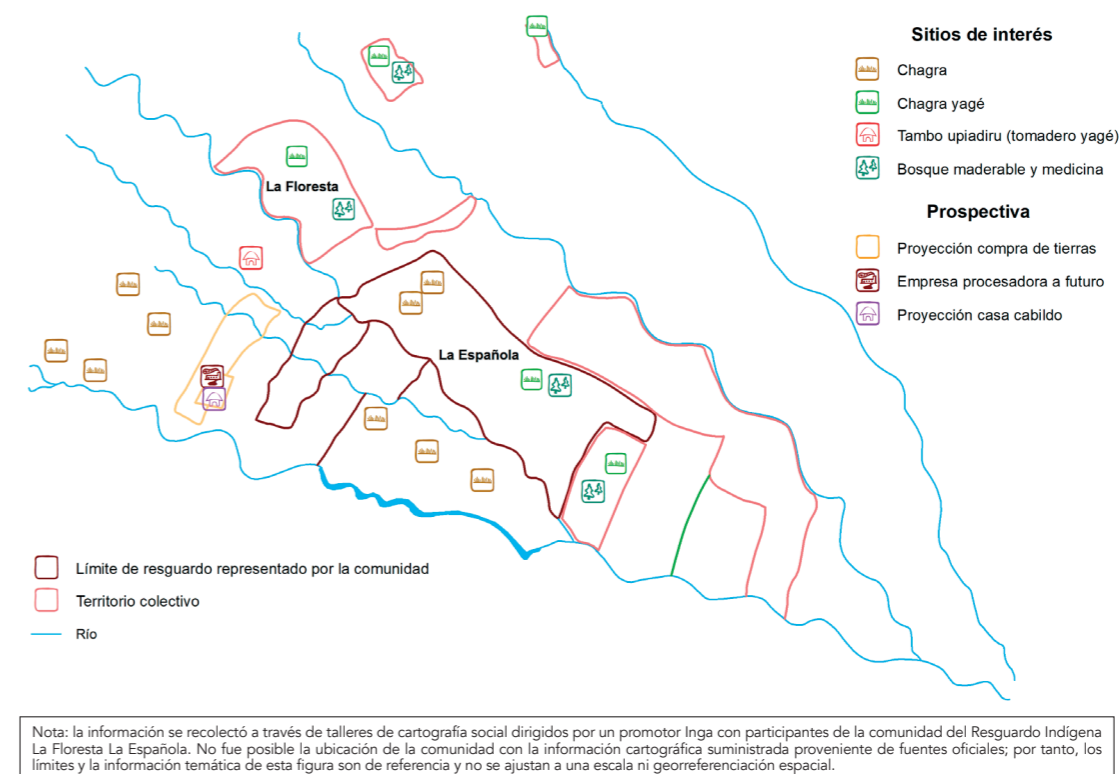 Sitios de interés
Chagra
Chagra yagé
Tambo upiadiru (tomadero yagé)
Bosque maderable y medicina
Prospectiva
Proyección compra de tierras
Empresa procesadora a futuro
Proyección casa cabildo
La Floresta
La Española
Límite de resguardo representado por la comunidad
Territorio colectivo
Río
Nota: la información se recolectó a través de talleres de cartografía social dirigidos por un promotor Inga con participantes de la comunidad del Resguardo Indígena
La Floresta La Española. No fue posible la ubicación de la comunidad con la información cartográfica suministrada proveniente de fuentes oficiales; por tanto, los
límites y la información temática de esta figura son de referencia y no se ajustan a una escala ni georreferenciación espacial.